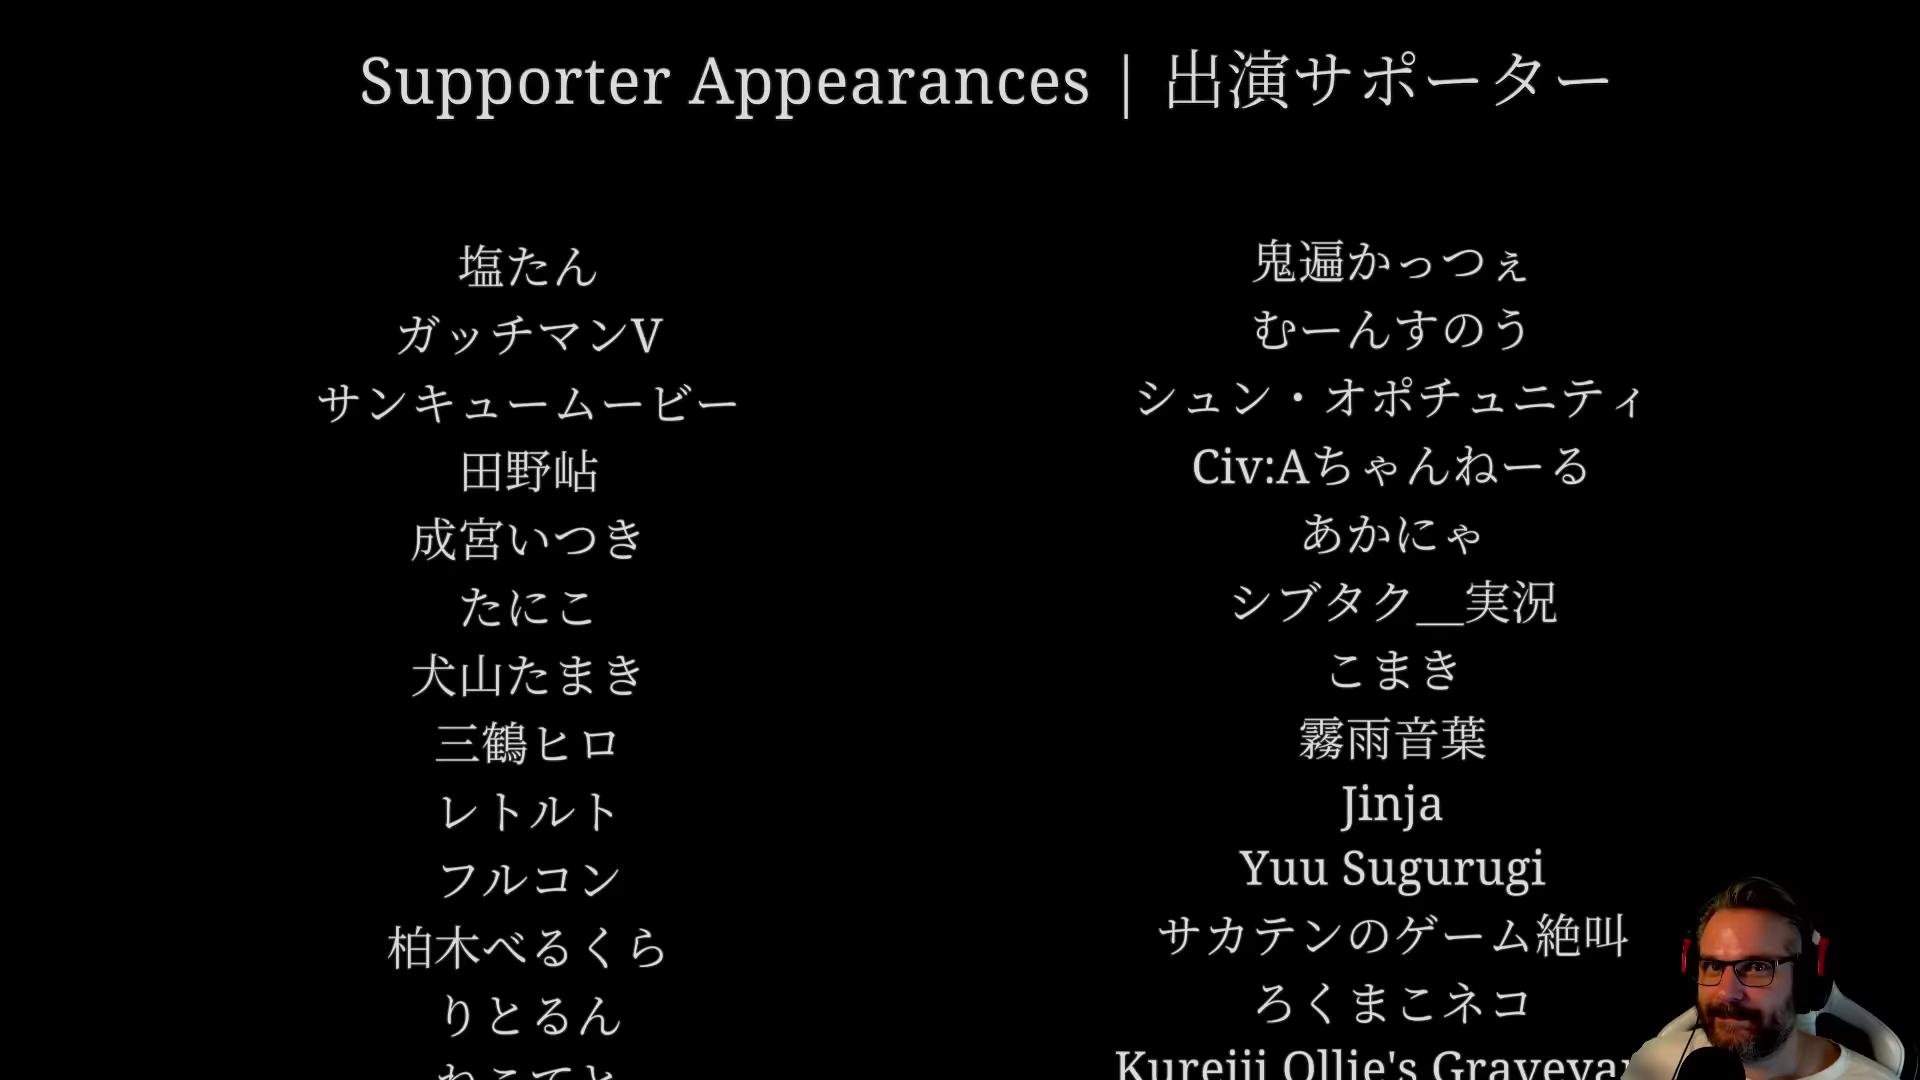 Supporter Appearances | 出演サポーター
塩たん
ガッチマンV
サンキュームービー
田野岾
成宮いつき
たにこ
犬山たまき
三鶴ヒロ
レトルト
フルコン
柏木べるくら
りとるん
鬼遍かっつぇ
むーんすのう
シュン・オポチュニティ
Civ:Aちゃんねーる
あかにゃ
シブタク__実況
こまき
霧雨音葉
Jinja
Yuu Sugurugi
サカテンのゲーム絶叫
ろくまこネコ
Kureiji Ollie's